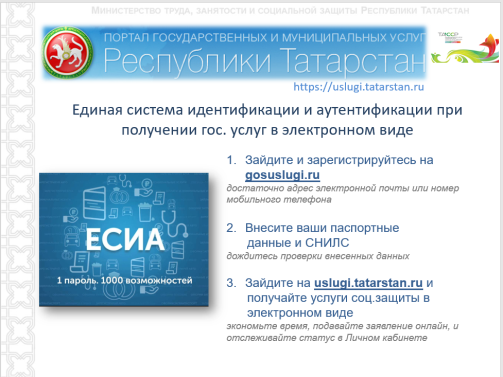 Министерство труда, занятости и социальной защиты Республики Татарстан
ПОРТАЛ ГОСУДАРСТВЕННЫХ И МУНИЦИПАЛЬНЫХ УСЛУГ
Республики Татарстан
https://uslugi.tatarstan.ru
Единая система идентификации и аутентификации при
получении гос. услуг в электронном виде
1. Зайдите и зарегистрируйтесь на
gosuslugi.ru
достаточно адрес электронной почты или номер
мобильного телефона
2. Внесите ваши паспортные
данные и СНИЛС
дождитесь проверки внесенных данных
3. Зайдите на uslugi.tatarstan.ru и
получайте услуги соц.защиты в
электронном виде
экономьте время, подавайте заявление онлайн, и
отслеживайте статус в Личном кабинете
ЕСИА
1 пароль. 1000 возможностей